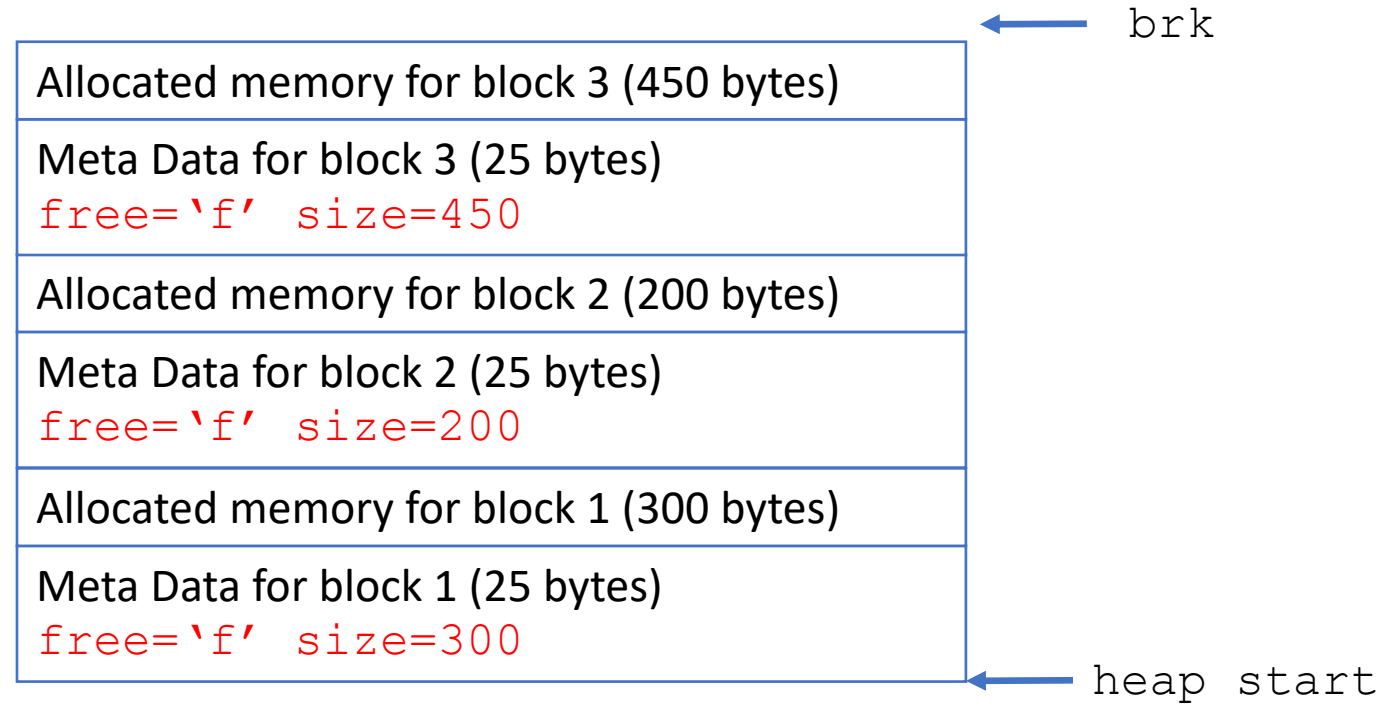 brk
Allocated memory for block 3 (450 bytes)
Meta Data for block 3 (25 bytes)
free=‘f’ size=450
Allocated memory for block 2 (200 bytes)
Meta Data for block 2 (25 bytes)
free=‘f’ size=200
Allocated memory for block 1 (300 bytes)
Meta Data for block 1 (25 bytes)
free=‘f’ size=300
heap start